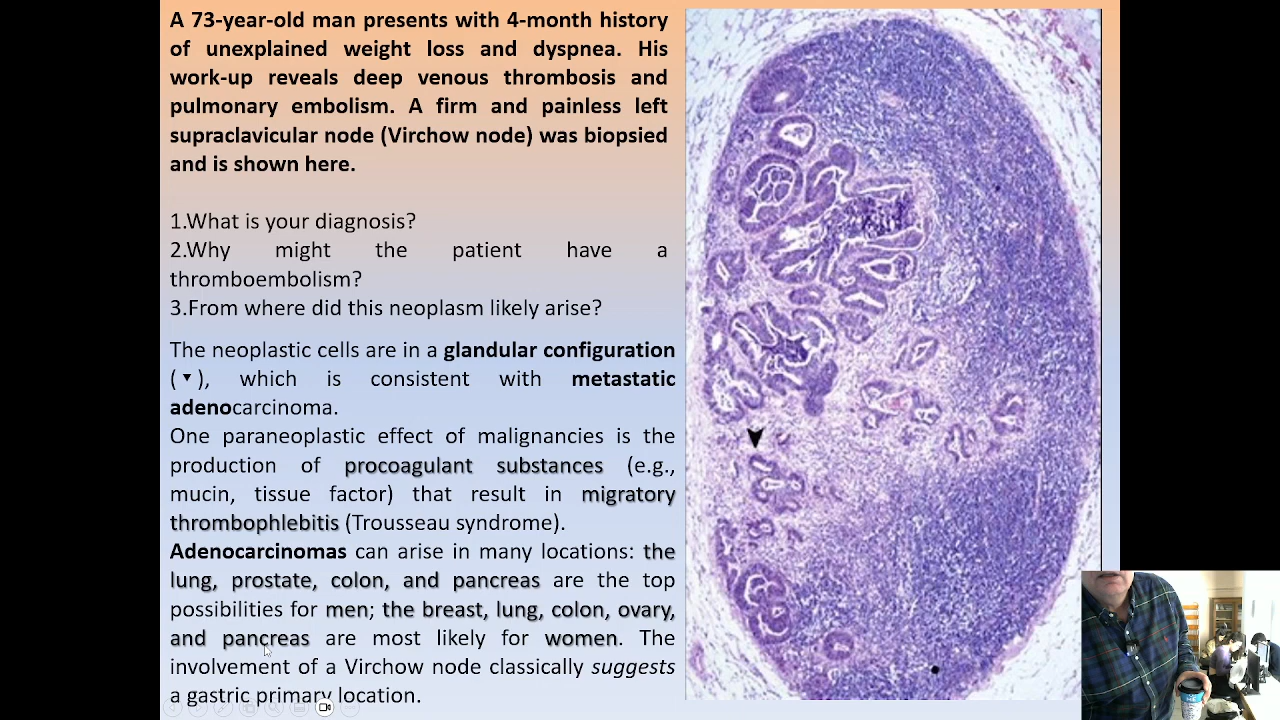 A 73-year-old man presents with 4-month history
of unexplained weight loss and dyspnea. His
work-up reveals deep venous thrombosis and
pulmonary embolism. A firm and painless left
supraclavicular node (Virchow node) was biopsied
and is shown here.
1.What is your diagnosis?
2.Why might the patient have a
thromboembolism?
3.From where did this neoplasm likely arise?
The neoplastic cells are in a glandular configuration
(▼), which is consistent with metastatic
adenocarcinoma.
One paraneoplastic effect of malignancies is the
production of procoagulant substances (e.g.,
mucin, tissue factor) that result in migratory
thrombophlebitis (Trousseau syndrome).
Adenocarcinomas can arise in many locations: the
lung, prostate, colon, and pancreas are the top
possibilities for men; the breast, lung, colon, ovary,
and pancreas are most likely for women. The
involvement of a Virchow node classically suggests
a gastric primary location.